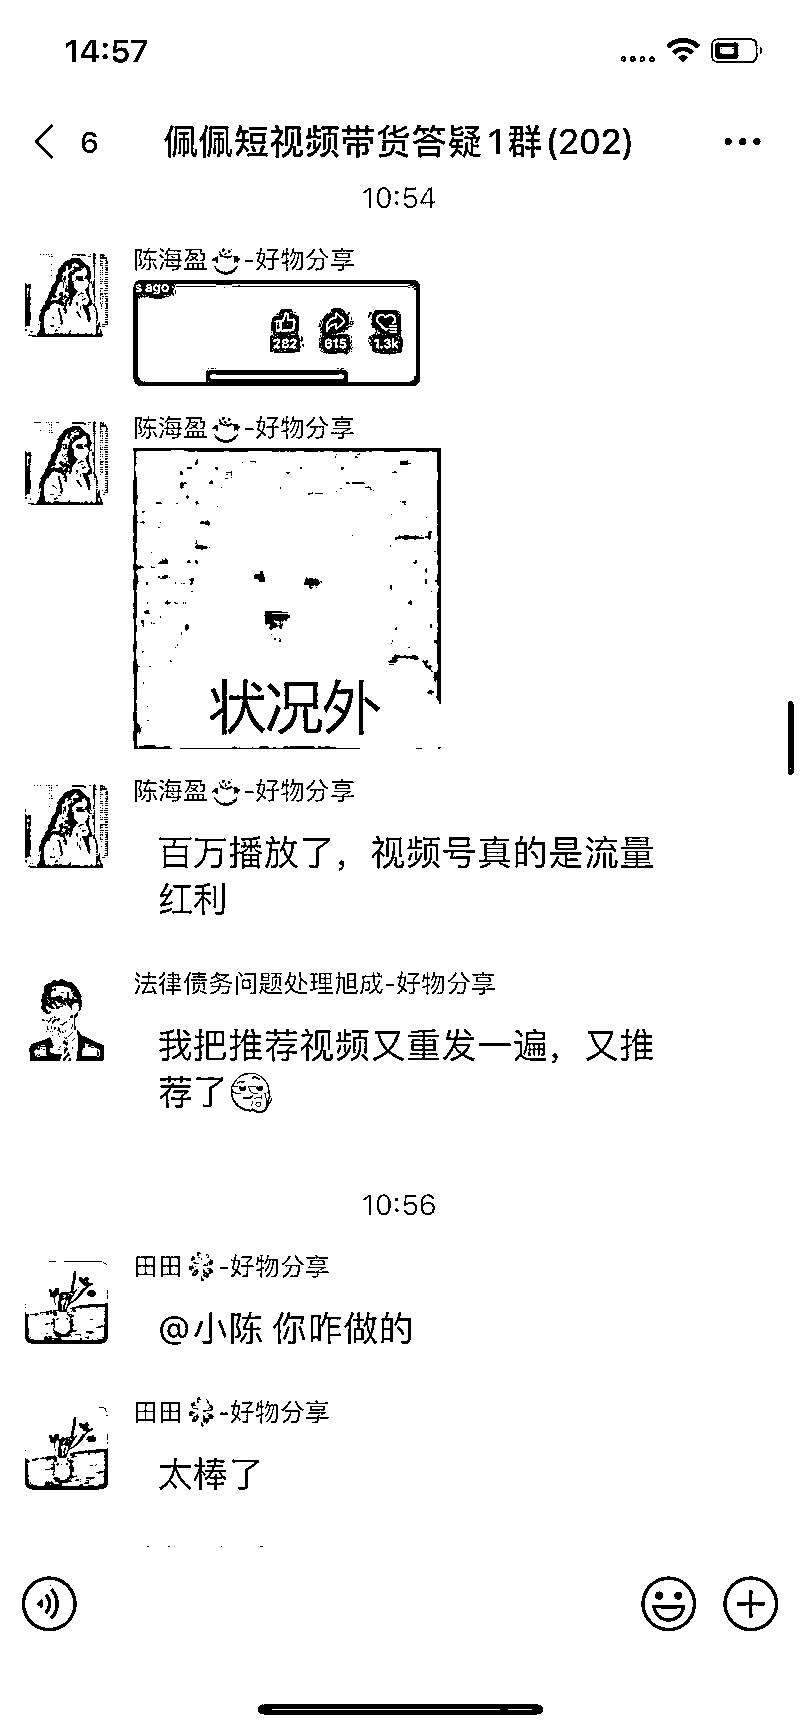 14:57
6
佩佩短视频带货答疑1群(202)
10:54
陈海盈-好物分享
s ago
282 615 1.3k
陈海盈-好物分享
状况外
陈海盈-好物分享
百万播放了，视频号真的是流量
红利
法律债务问题处理旭成-好物分享
我把推荐视频又重发一遍，又推
荐了
10:56
田田-好物分享
@小陈 你咋做的
田田-好物分享
太棒了